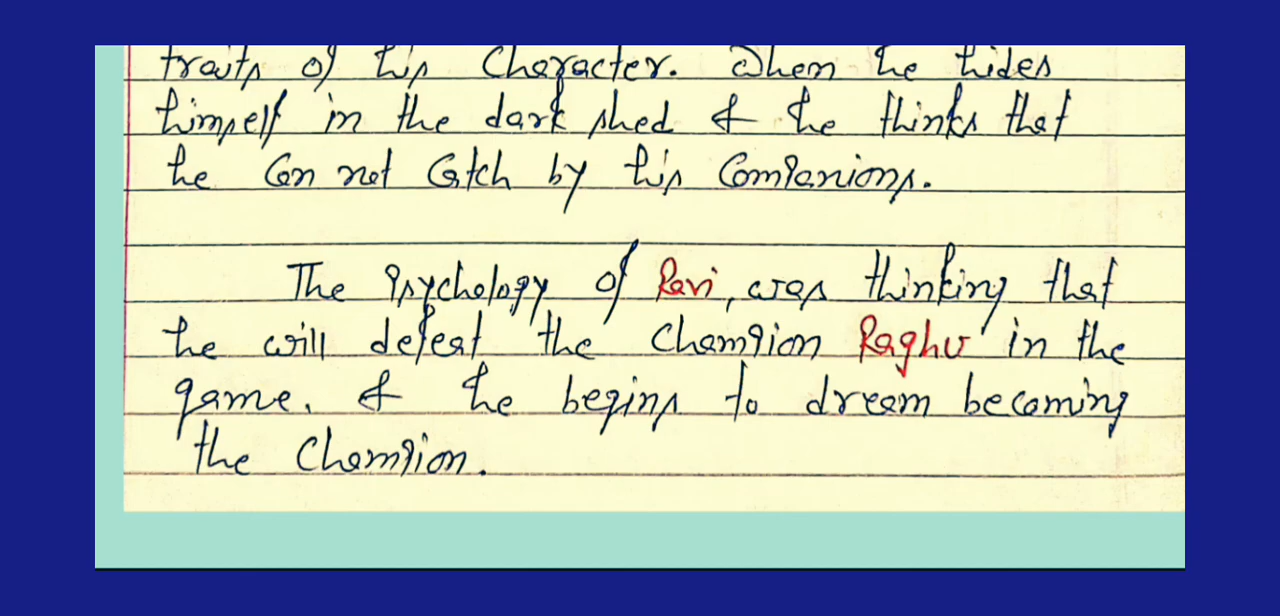 traits of his Character. When he hides
himself in the dark shed & he thinks that
he Can not Catch by his Companions.
The Psychology of Ravi, was thinking that
he will defeat the Champion Raghu in the
game. & he begins to dream becoming
the Champion.